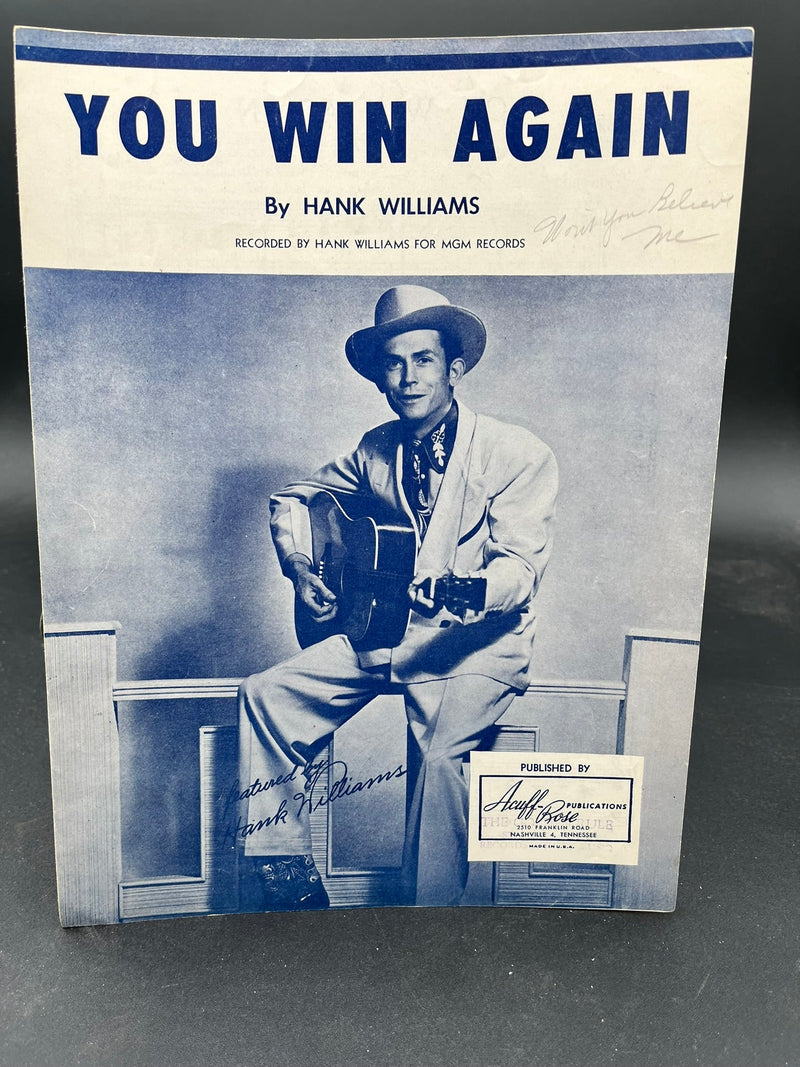 YOU WIN AGAIN
By HANK WILLIAMS
RECORDED BY HANK WILLIAMS FOR MGM RECORDS
Won't You Believe
Me
featured by
Hank Williams
PUBLISHED BY
Acuff-Rose PUBLICATIONS
2510 FRANKLIN ROAD
NASHVILLE 4, TENNESSEE
MADE IN U.S.A.